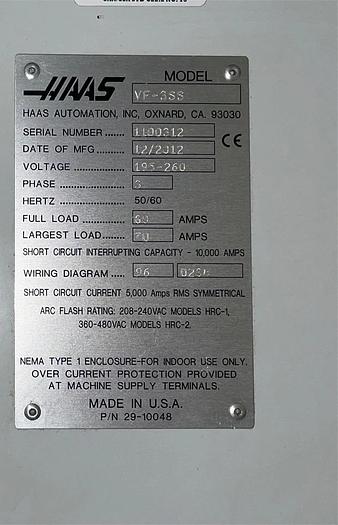 HAAS
MODEL
VF-3SS
HAAS AUTOMATION, INC, OXNARD, CA. 93030
SERIAL NUMBER ...... 1100312
DATE OF MFG ......... 12/2012
VOLTAGE ................ 195-260
PHASE .................... 3
HERTZ .................... 50/60
FULL LOAD ............. AMPS
LARGEST LOAD....... AMPS
SHORT CIRCUIT INTERRUPTING CAPACITY - 10,000 AMPS
WIRING DIAGRAM ..... 96
SHORT CIRCUIT CURRENT 5,000 Amps RMS SYMMETRICAL
ARC FLASH RATING: 208-240VAC MODELS HRC-1,
360-480VAC MODELS HRC-2.
NEMA TYPE 1 ENCLOSURE-FOR INDOOR USE ONLY.
OVER CURRENT PROTECTION PROVIDED
AT MACHINE SUPPLY TERMINALS.
MADE IN U.S.A.
P/N 29-10048
CE